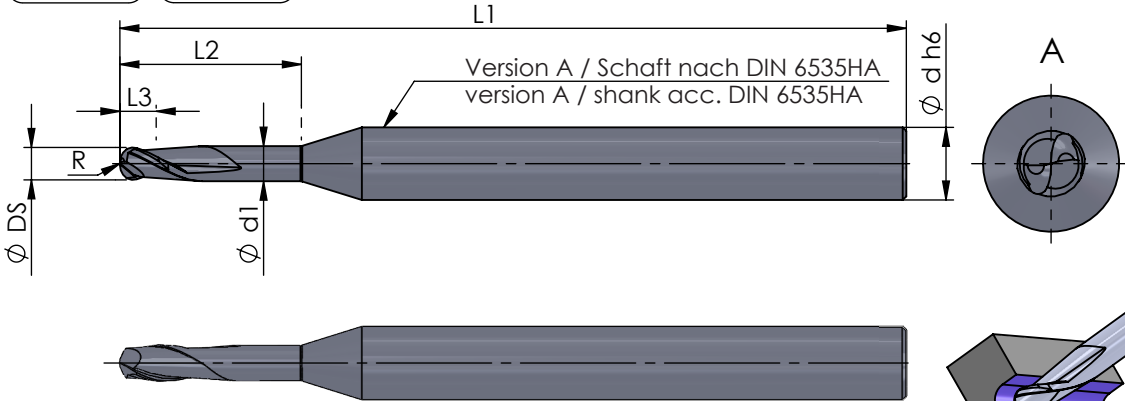 L1
L2
L3
Version A / Schaft nach DIN 6535HA
version A / shank acc. DIN 6535HA
Ø d h6
A
R
Ø DS
Ø d1